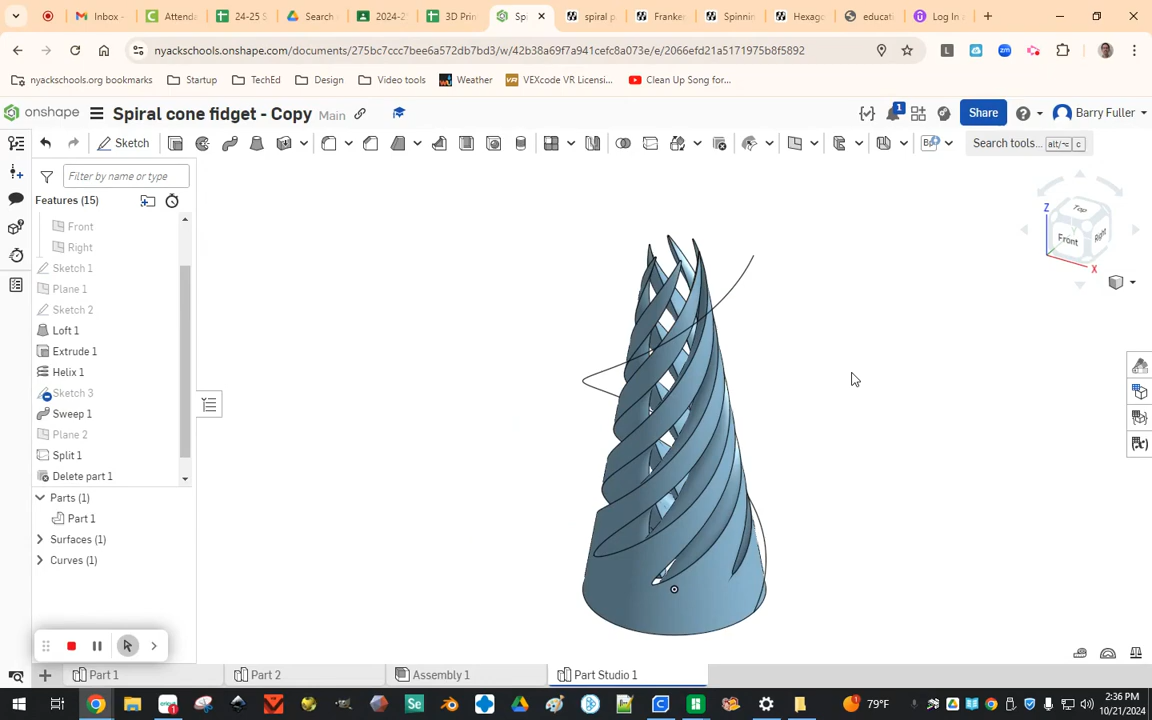 Inbox -
Attenda
24-25 S
Search
2024-2
3D Prin
Spi
spiral p
Franken
Spinnin
Hexago
educat
Log In
nyackschools.onshape.com/documents/275bc7ccc7bee6a572db7bd3/w/42b38a69f7a941cefc8a073e/e/2066efd21a5171975b8f5892
nyackschools.org bookmarks
Startup
TechEd
Design
Video tools
Weather
VEXcode VR Licensi...
Clean Up Song for...
onshape
Spiral cone fidget - Copy
Main
1
Share
Barry Fuller
Sketch
Search tools...
alt/⌥
c
Filter by name or type
Features (15)
Front
Right
Sketch 1
Plane 1
Sketch 2
Loft 1
Extrude 1
Helix 1
Sketch 3
Sweep 1
Plane 2
Split 1
Delete part 1
Parts (1)
Part 1
Surfaces (1)
Curves (1)
Z
Top
Front
Right
X
Part 1
Part 2
Assembly 1
Part Studio 1
79°F
2:36 PM
10/21/2024